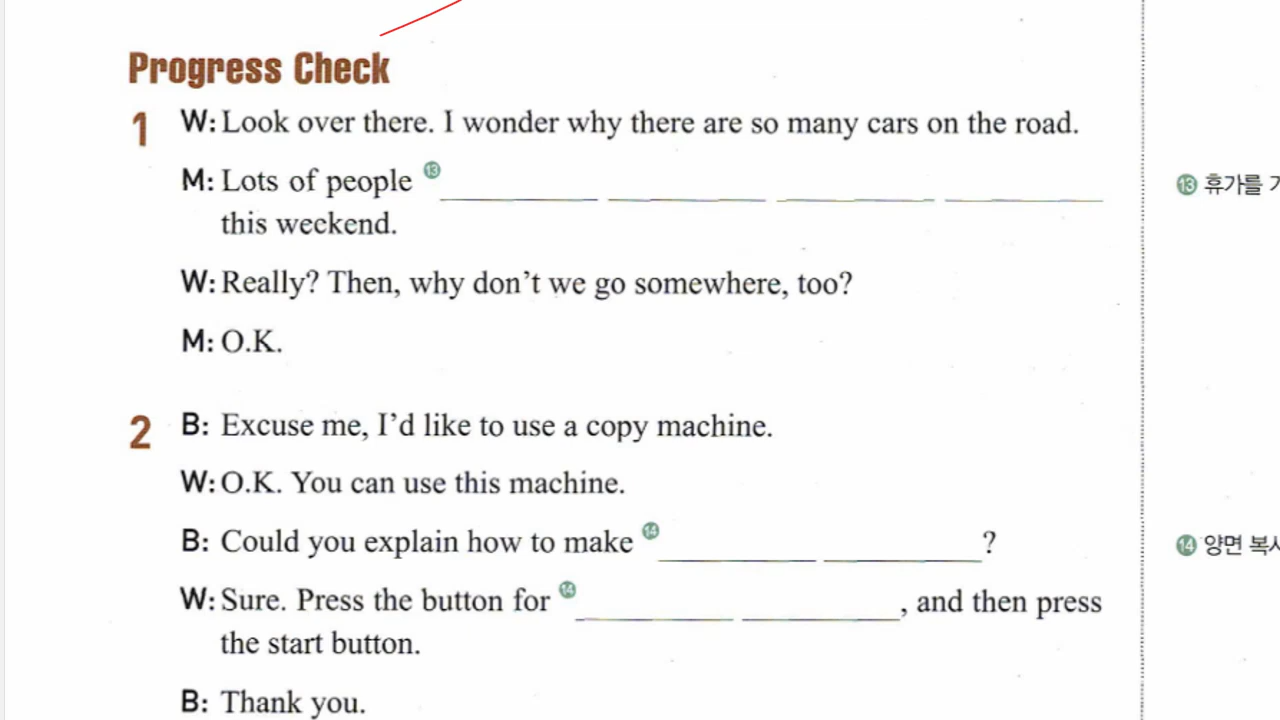 Progress Check
1 W: Look over there. I wonder why there are so many cars on the road.
M: Lots of people ⑬ ________ ________ ________ ________
⑬ 휴가를
this weekend.
W: Really? Then, why don't we go somewhere, too?
M: O.K.
2 B: Excuse me, I'd like to use a copy machine.
W: O.K. You can use this machine.
B: Could you explain how to make ⑭ ________ ________?
⑭ 양면 복사
W: Sure. Press the button for ⑭ ________ ________, and then press
the start button.
B: Thank you.